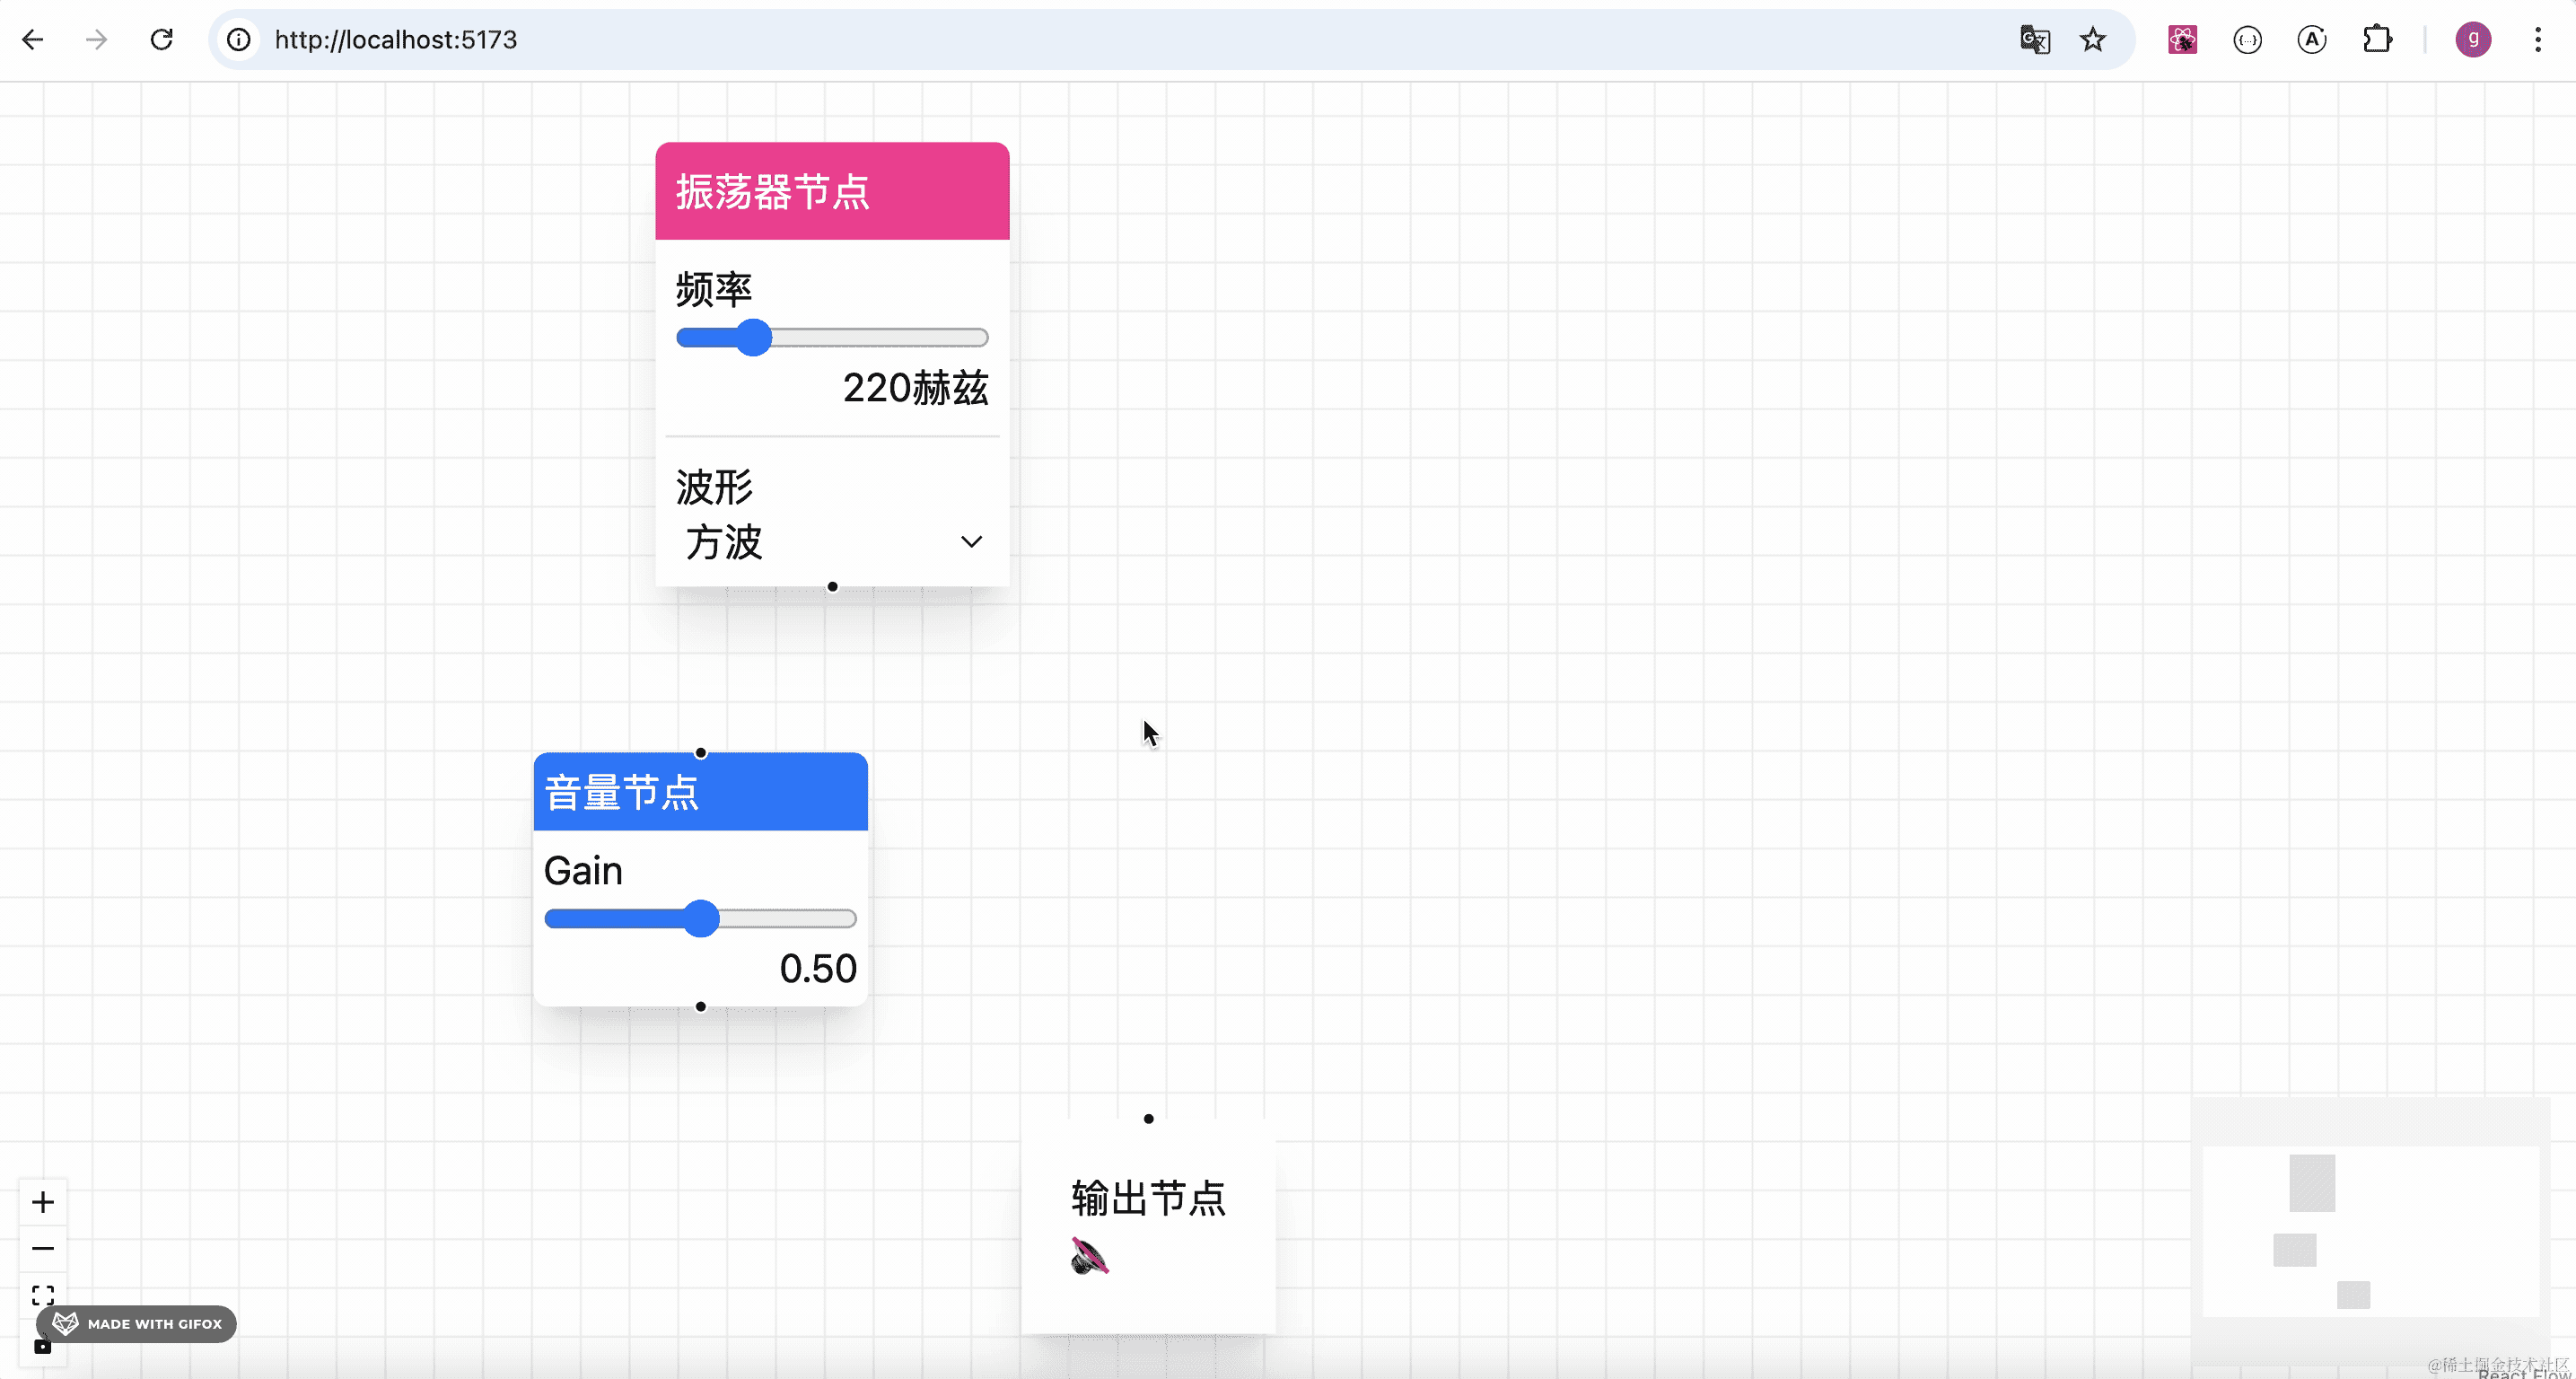 http://localhost:5173
g
振荡器节点
频率
220赫兹
波形
方波
音量节点
Gain
0.50
输出节点
MADE WITH GIFOX
@稀土掘金技术社区
React Flow